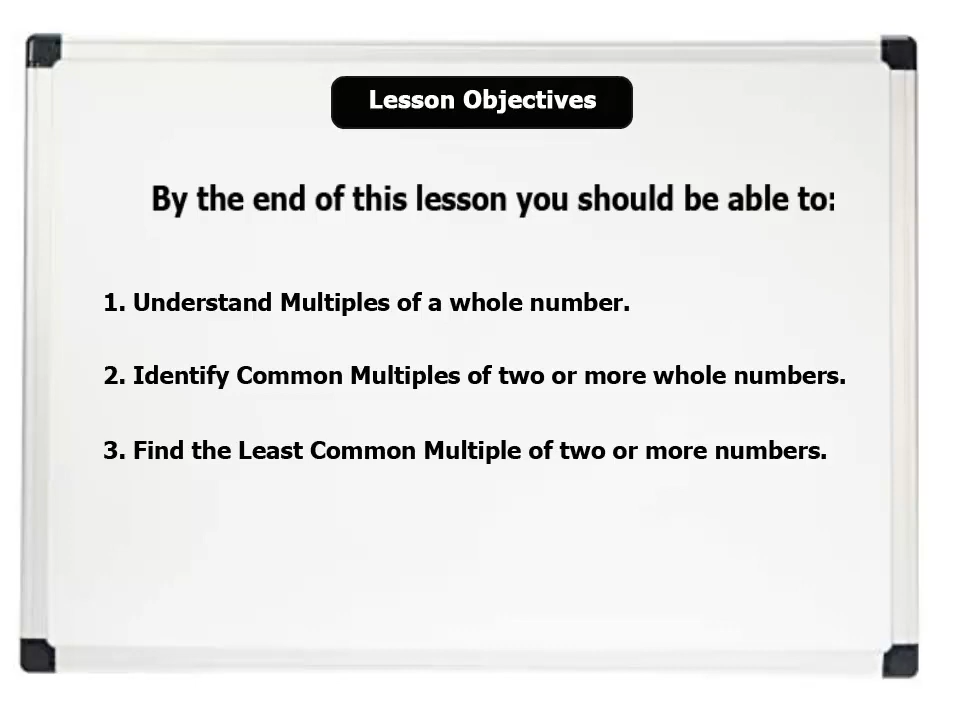 Lesson Objectives
By the end of this lesson you should be able to:
1. Understand Multiples of a whole number.
2. Identify Common Multiples of two or more whole numbers.
3. Find the Least Common Multiple of two or more numbers.